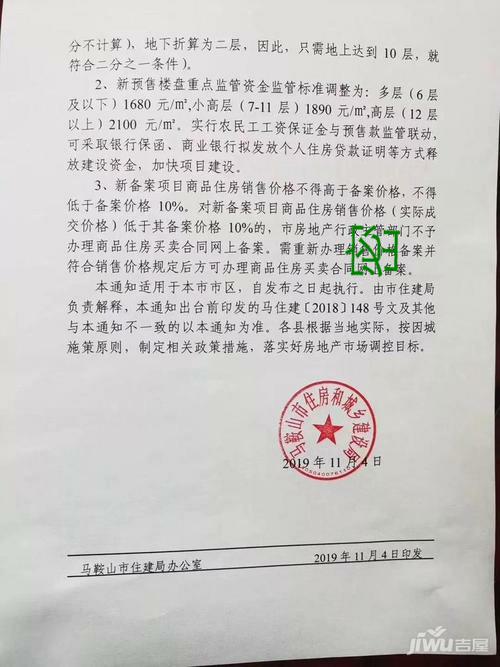 分不计算),地下折算为二层,因此,只需地上达到 10 层,就
符合二分之一条件)。
2、新预售楼盘重点监管资金监管标准调整为:多层(6 层
及以下)1680 元/㎡,小高层(7-11 层)1890 元/㎡,高层(12 层
以上)2100 元/㎡。实行农民工工资保证金与预售款监管联动,
可采取银行保函、商业银行拟发放个人住房贷款证明等方式释
放建设资金,加快项目建设。
3、新备案项目商品住房销售价格不得高于备案价格,不得
低于备案价格 10%。对新备案项目商品住房销售价格(实际成
交价格)低于其备案价格 10%的,市房地产行政主管部门不予
办理商品住房买卖合同网上备案。需重新办理销售价格备案并
符合销售价格规定后方可办理商品住房买卖合同网上备案。
本通知适用于本市市区,自发布之日起执行。由市住建局
负责解释,本通知出台前印发的马住建〔2018〕148 号文及其他
与本通知不一致的以本通知为准。各县根据当地实际,按因城
施策原则,制定相关政策措施,落实好房地产市场调控目标。
马鞍山市住房和城乡建设局
2019 年 11 月 4 日
马鞍山市住建局办公室 2019 年 11 月 4 日印发
JIWU吉屋